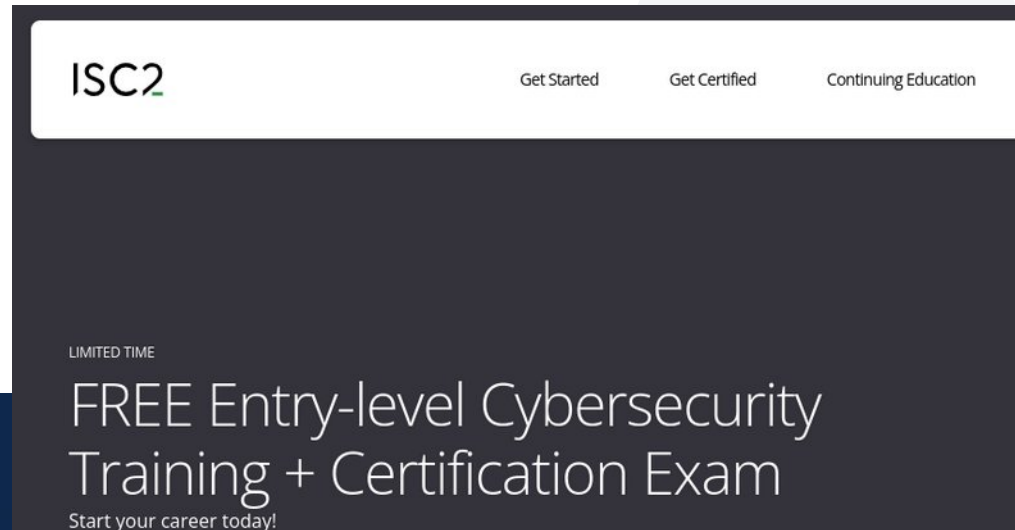 ISC2
Get Started Get Certified Continuing Education
LIMITED TIME
FREE Entry-level Cybersecurity
Training + Certification Exam
Start your career today!